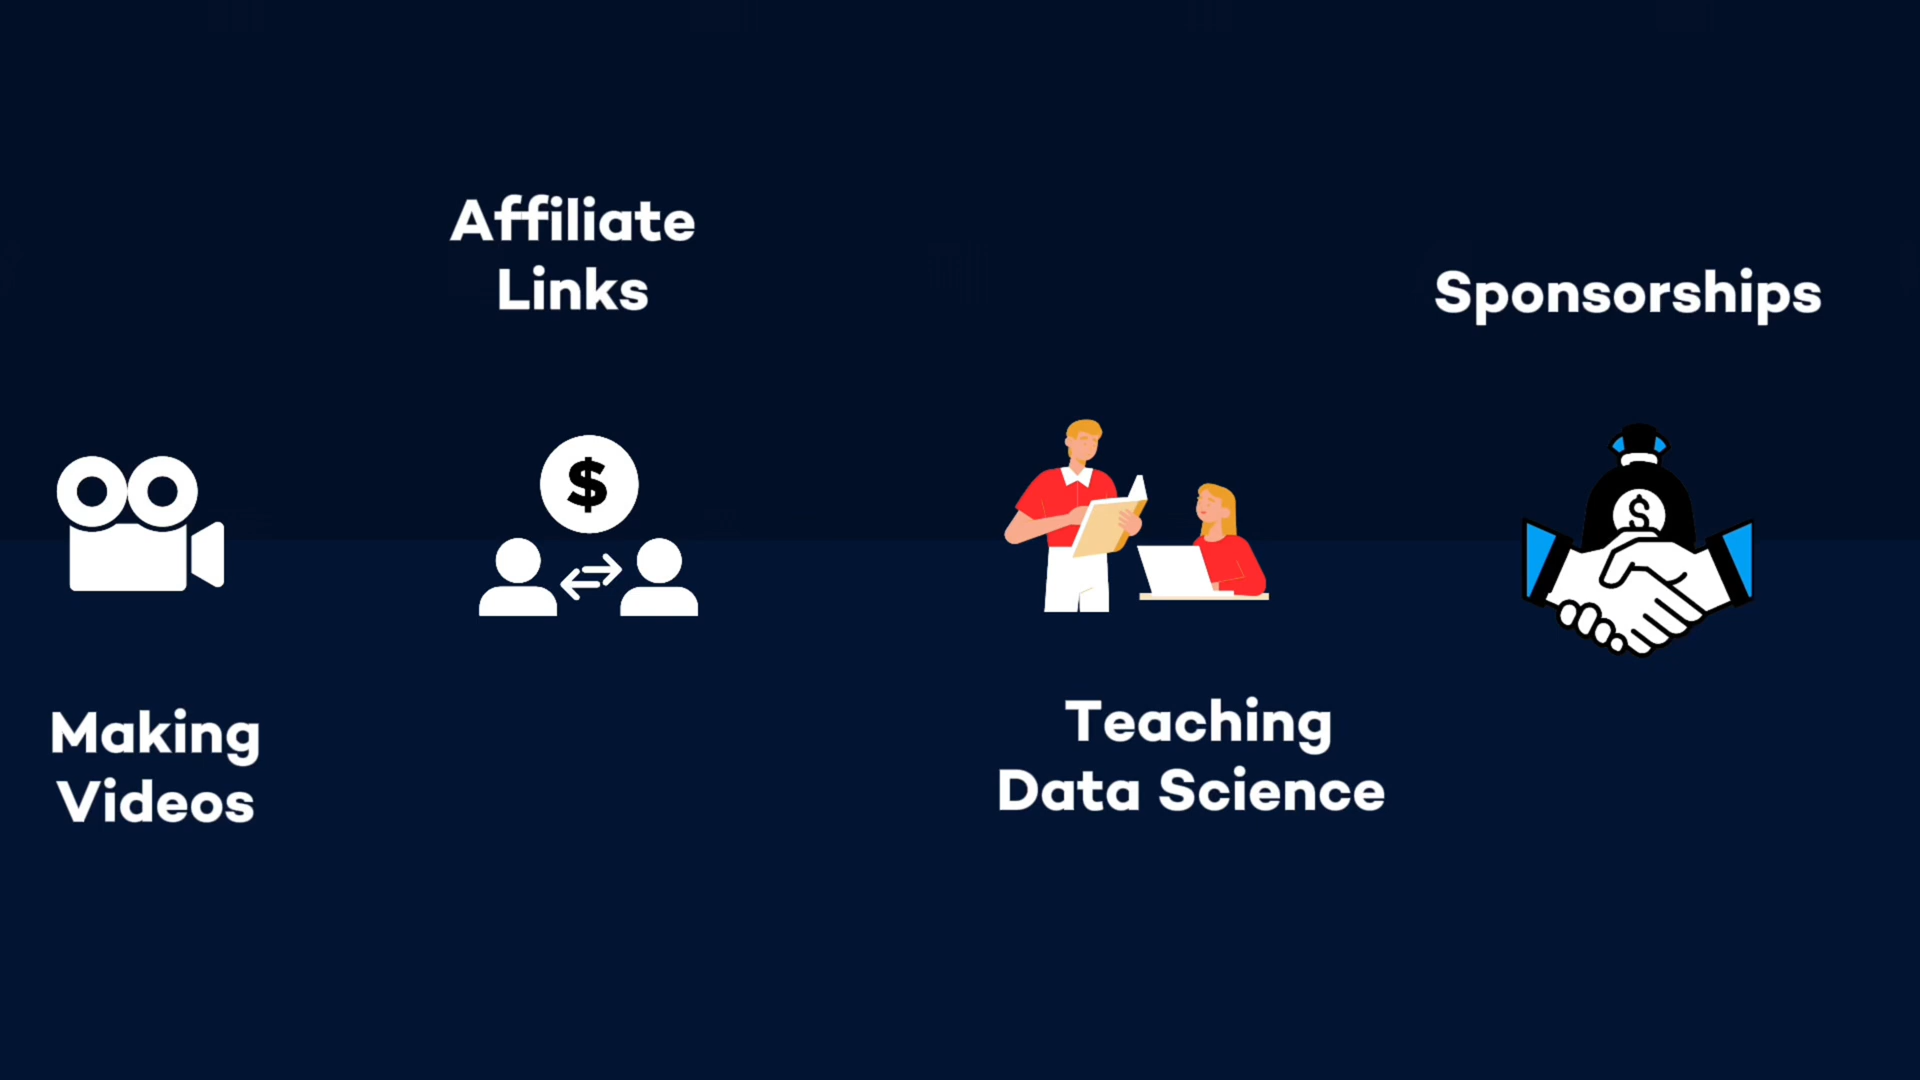 Affiliate
Links
Sponsorships
$
$
Making
Videos
Teaching
Data Science